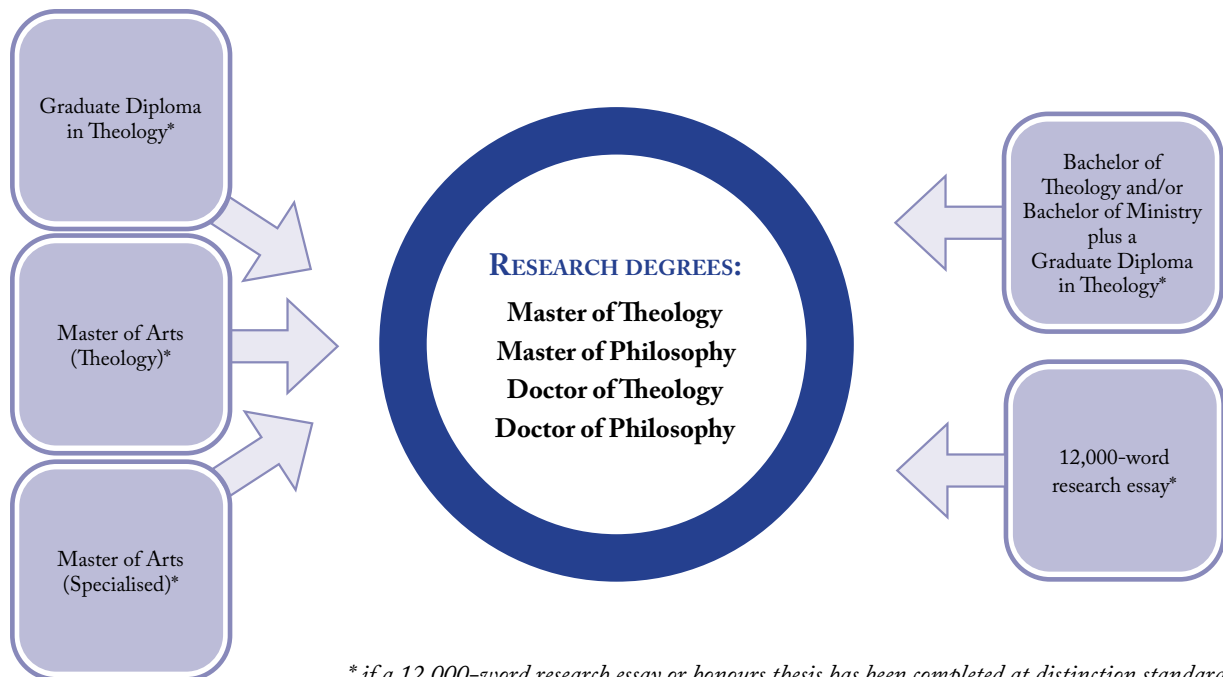 Graduate Diploma
in Theology*
Master of Arts
(Theology)*
Master of Arts
(Specialised)*
RESEARCH DEGREES:
Master of Theology
Master of Philosophy
Doctor of Theology
Doctor of Philosophy
Bachelor of
Theology and/or
Bachelor of Ministry
plus a
Graduate Diploma
in Theology*
12,000-word
research essay*
* if a 12,000-word research essay or honours thesis has been completed at distinction standard